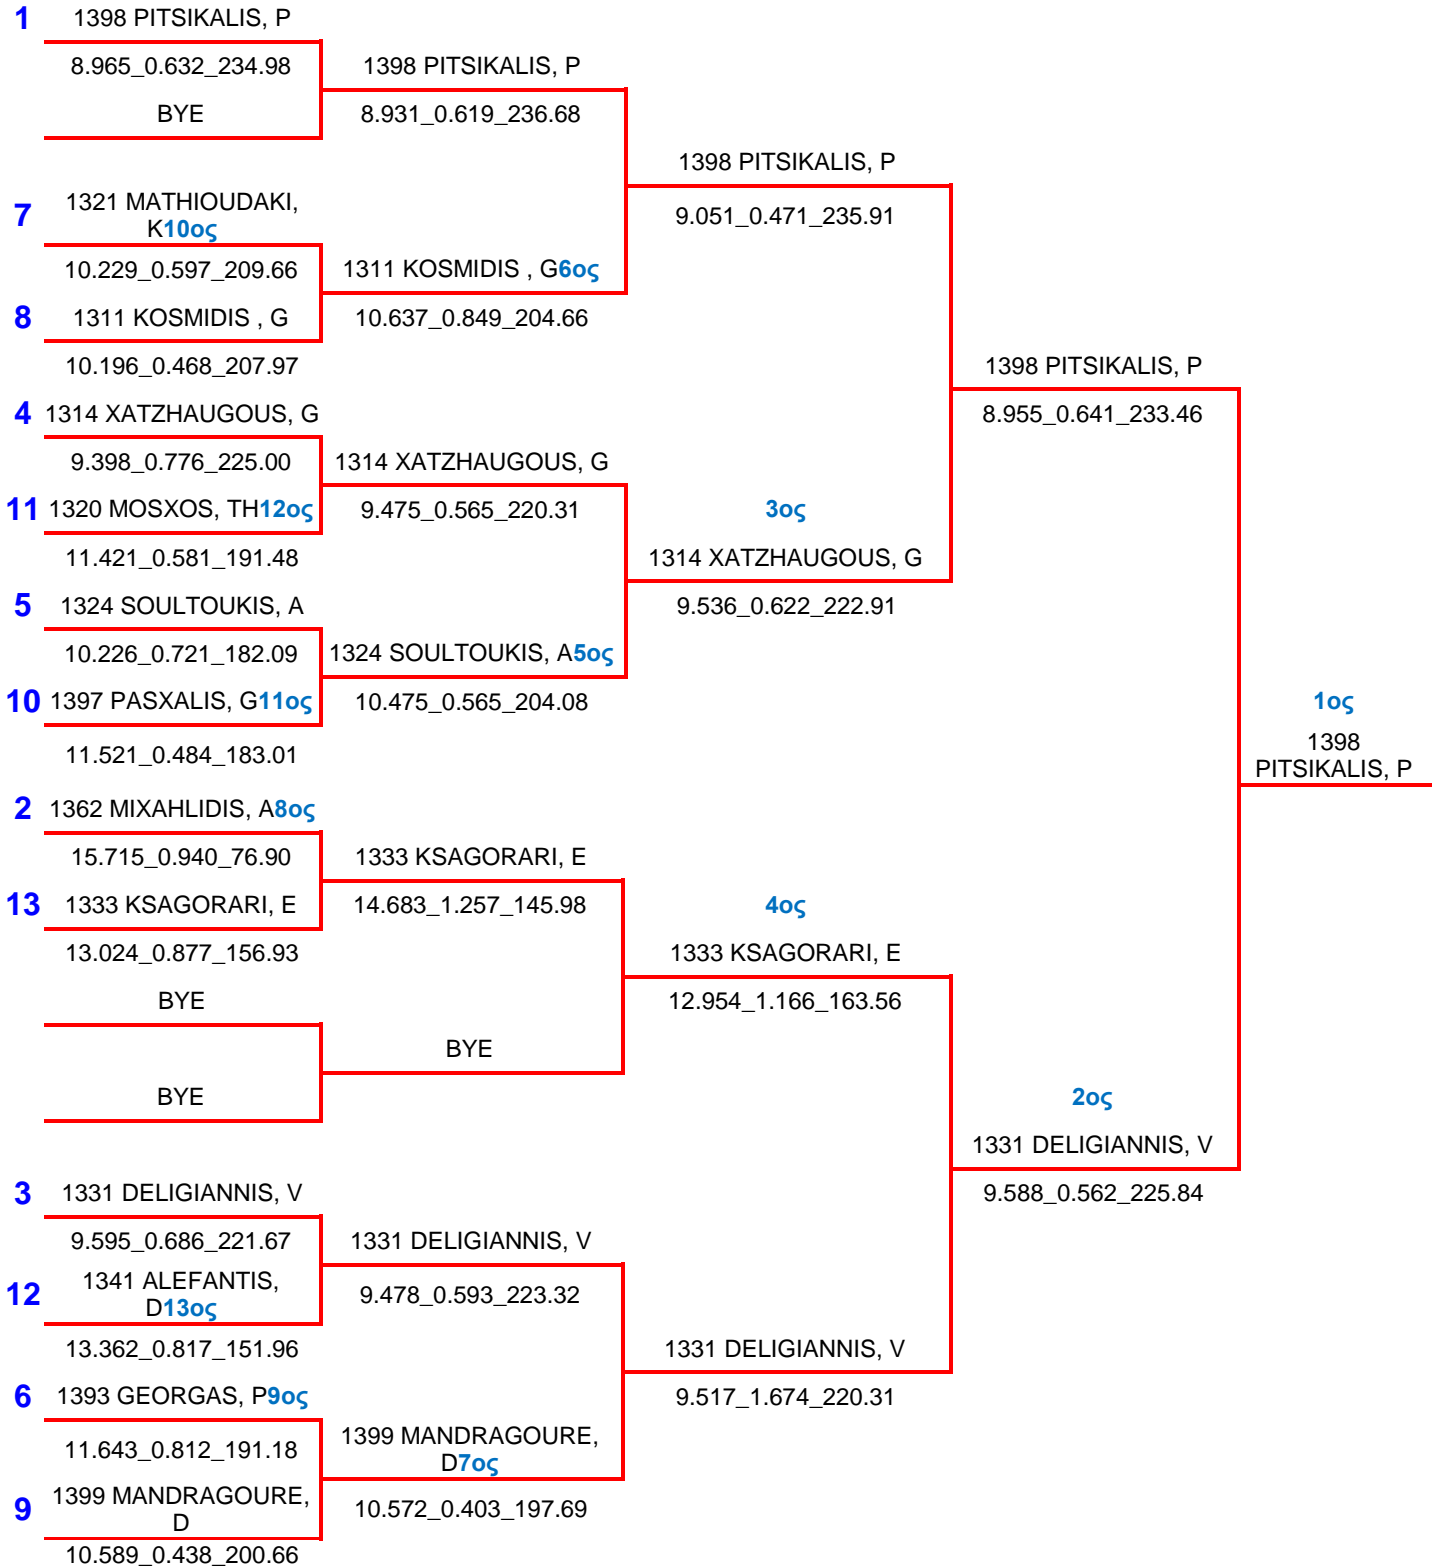 1 1398 PITSIKALIS, P
8.965_0.632_234.98
1398 PITSIKALIS, P
BYE
8.931_0.619_236.68
1398 PITSIKALIS, P
7 1321 MATHIOUDAKI,
K10ος
9.051_0.471_235.91
10.229_0.597_209.66
1311 KOSMIDIS , G6ος
8 1311 KOSMIDIS , G
10.637_0.849_204.66
10.196_0.468_207.97
1398 PITSIKALIS, P
4 1314 XATZHAUGOUS, G
8.955_0.641_233.46
9.398_0.776_225.00
1314 XATZHAUGOUS, G
11 1320 MOSXOS, TH12ος
9.475_0.565_220.31
3ος
11.421_0.581_191.48
1314 XATZHAUGOUS, G
5 1324 SOULTOUKIS, A
9.536_0.622_222.91
10.226_0.721_182.09
1324 SOULTOUKIS, A5ος
10 1397 PASXALIS, G11ος
10.475_0.565_204.08
1ος
11.521_0.484_183.01
1398
PITSIKALIS, P
2 1362 MIXAHLIDIS, A8ος
15.715_0.940_76.90
1333 KSAGORARI, E
13 1333 KSAGORARI, E
14.683_1.257_145.98
4ος
13.024_0.877_156.93
1333 KSAGORARI, E
BYE
12.954_1.166_163.56
BYE
BYE
2ος
1331 DELIGIANNIS, V
3 1331 DELIGIANNIS, V
9.588_0.562_225.84
9.595_0.686_221.67
1331 DELIGIANNIS, V
12 1341 ALEFANTIS,
D13ος
9.478_0.593_223.32
13.362_0.817_151.96
1331 DELIGIANNIS, V
6 1393 GEORGAS, P9ος
9.517_1.674_220.31
11.643_0.812_191.18
1399 MANDRAGOURE,
D7ος
9 1399 MANDRAGOURE,
D
10.572_0.403_197.69
10.589_0.438_200.66